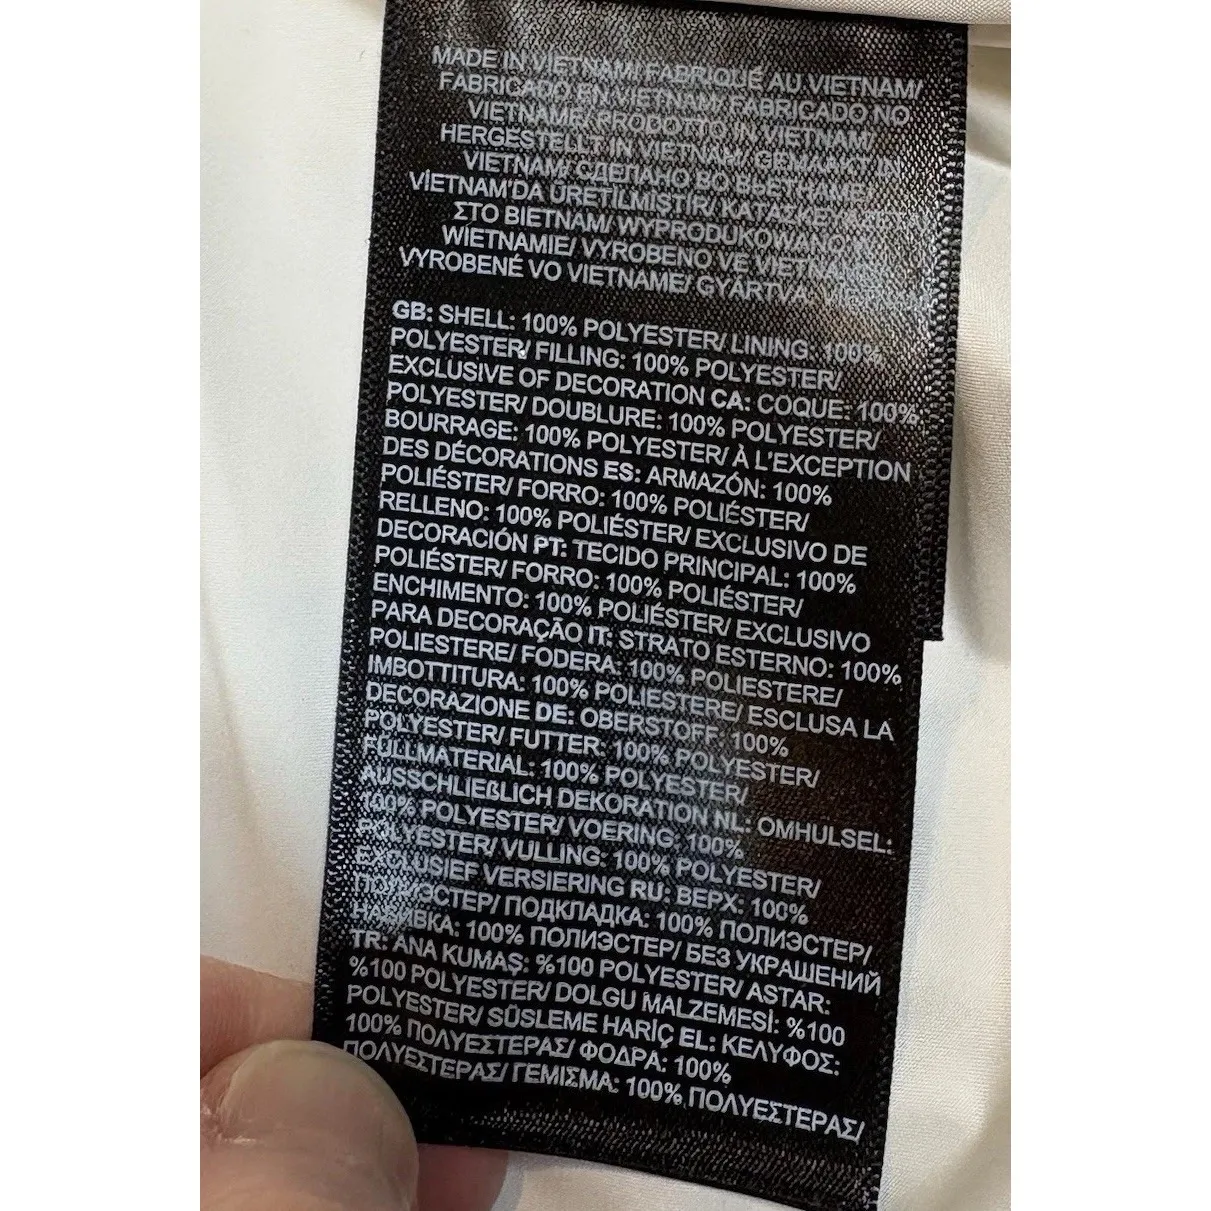 MADE IN VIETNAM/ FABRIQUÉ AU VIETNAM/
FABRICADO EN VIETNAM/ FABRICADO NO
VIETNAME/ PRODOTTO IN VIETNAM/
HERGESTELLT IN VIETNAM/ GEMAAKT IN
VIETNAM/ СДЕЛАНО ВО ВЬЕТНАМЕ/
VİETNAM'DA ÜRETİLMİŞTİR/
ΣΤΟ ΒΙΕΤΝΑΜ/ WYPRODUKOWANO W
WIETNAMIE/ VYROBENO VE VIETNAMU/
VYROBENÉ VO VIETNAME/ GYÁRTVA: VIETNAM
GB: SHELL: 100% POLYESTER/ LINING: 100%
POLYESTER/ FILLING: 100% POLYESTER/
EXCLUSIVE OF DECORATION CA: COQUE: 100%
POLYESTER/ DOUBLURE: 100% POLYESTER/
BOURRAGE: 100% POLYESTER/ À L'EXCEPTION
DES DÉCORATIONS ES: ARMAZÓN: 100%
POLIÉSTER/ FORRO: 100% POLIÉSTER/
RELLENO: 100% POLIÉSTER/ EXCLUSIVO DE
DECORACIÓN PT: TECIDO PRINCIPAL: 100%
POLIÉSTER/ FORRO: 100% POLIÉSTER/
ENCHIMENTO: 100% POLIÉSTER/ EXCLUSIVO
PARA DECORAÇÃO IT: STRATO ESTERNO: 100%
POLIESTERE/ FODERA: 100% POLIESTERE/
IMBOTTITURA: 100% POLIESTERE/ ESCLUSA LA
DECORAZIONE DE: OBERSTOFF: 100%
POLYESTER/ FUTTER: 100% POLYESTER/
FÜLLMATERIAL: 100% POLYESTER/
AUSSCHLIEßLICH DEKORATION NL: OMHULSEL:
100% POLYESTER/ VOERING: 100%
POLYESTER/ VULLING: 100% POLYESTER/
EXCLUSIEF VERSIERING RU: ВЕРХ: 100%
ПОЛИЭСТЕР/ ПОДКЛАДКА: 100% ПОЛИЭСТЕР/
НАБИВКА: 100% ПОЛИЭСТЕР/ БЕЗ УКРАШЕНИЙ
TR: ANA KUMAŞ: %100 POLYESTER/ ASTAR:
%100 POLYESTER/ DOLGU MALZEMESİ: %100
POLYESTER/ SÜSLEME HARİÇ EL: ΚΕΛΥΦΟΣ:
100% ΠΟΛΥΕΣΤΕΡΑΣ/ ΦΟΔΡΑ: 100%
ΠΟΛΥΕΣΤΕΡΑΣ/ ΓΕΜΙΣΜΑ: 100% ΠΟΛΥΕΣΤΕΡΑΣ/